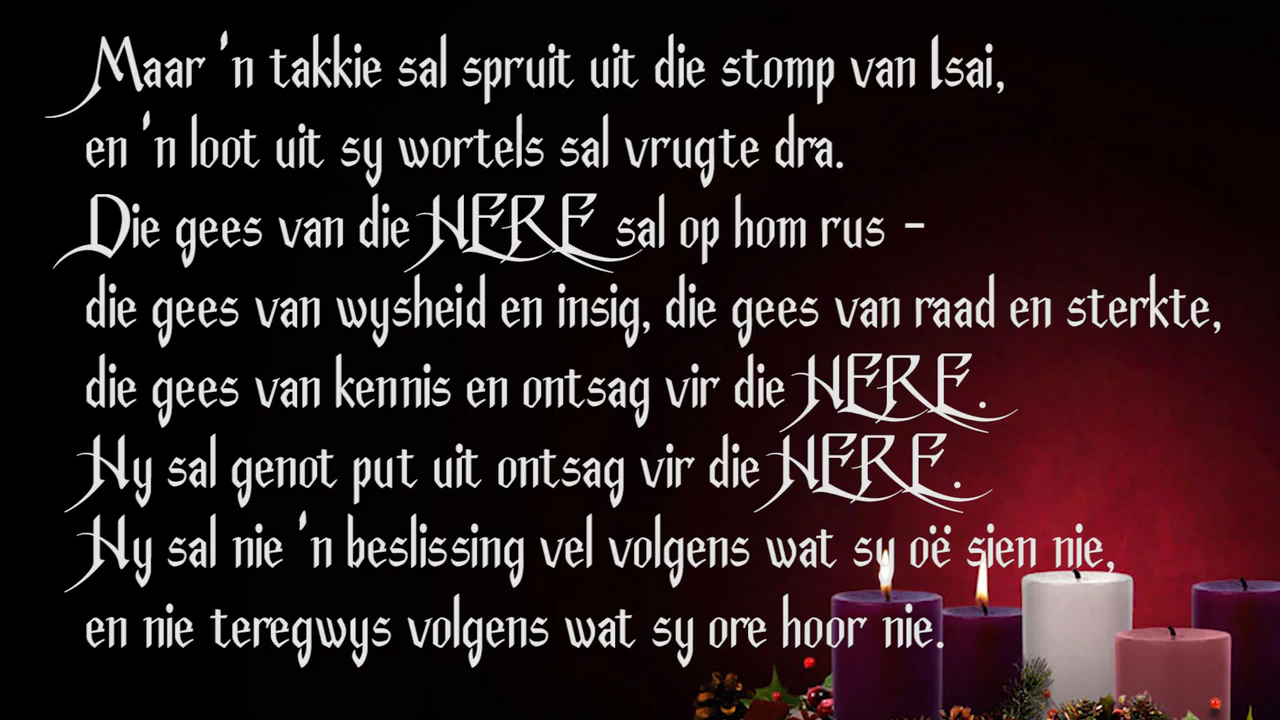 Maar 'n takkie sal spruit uit die stomp van Isai,
en 'n loot uit sy wortels sal vrugte dra.
Die gees van die HERE sal op hom rus –
die gees van wysheid en insig, die gees van raad en sterkte,
die gees van kennis en ontsag vir die HERE.
Hy sal genot put uit ontsag vir die HERE.
Hy sal nie 'n beslissing vel volgens wat sy oë sien nie,
en nie teregwys volgens wat sy ore hoor nie.